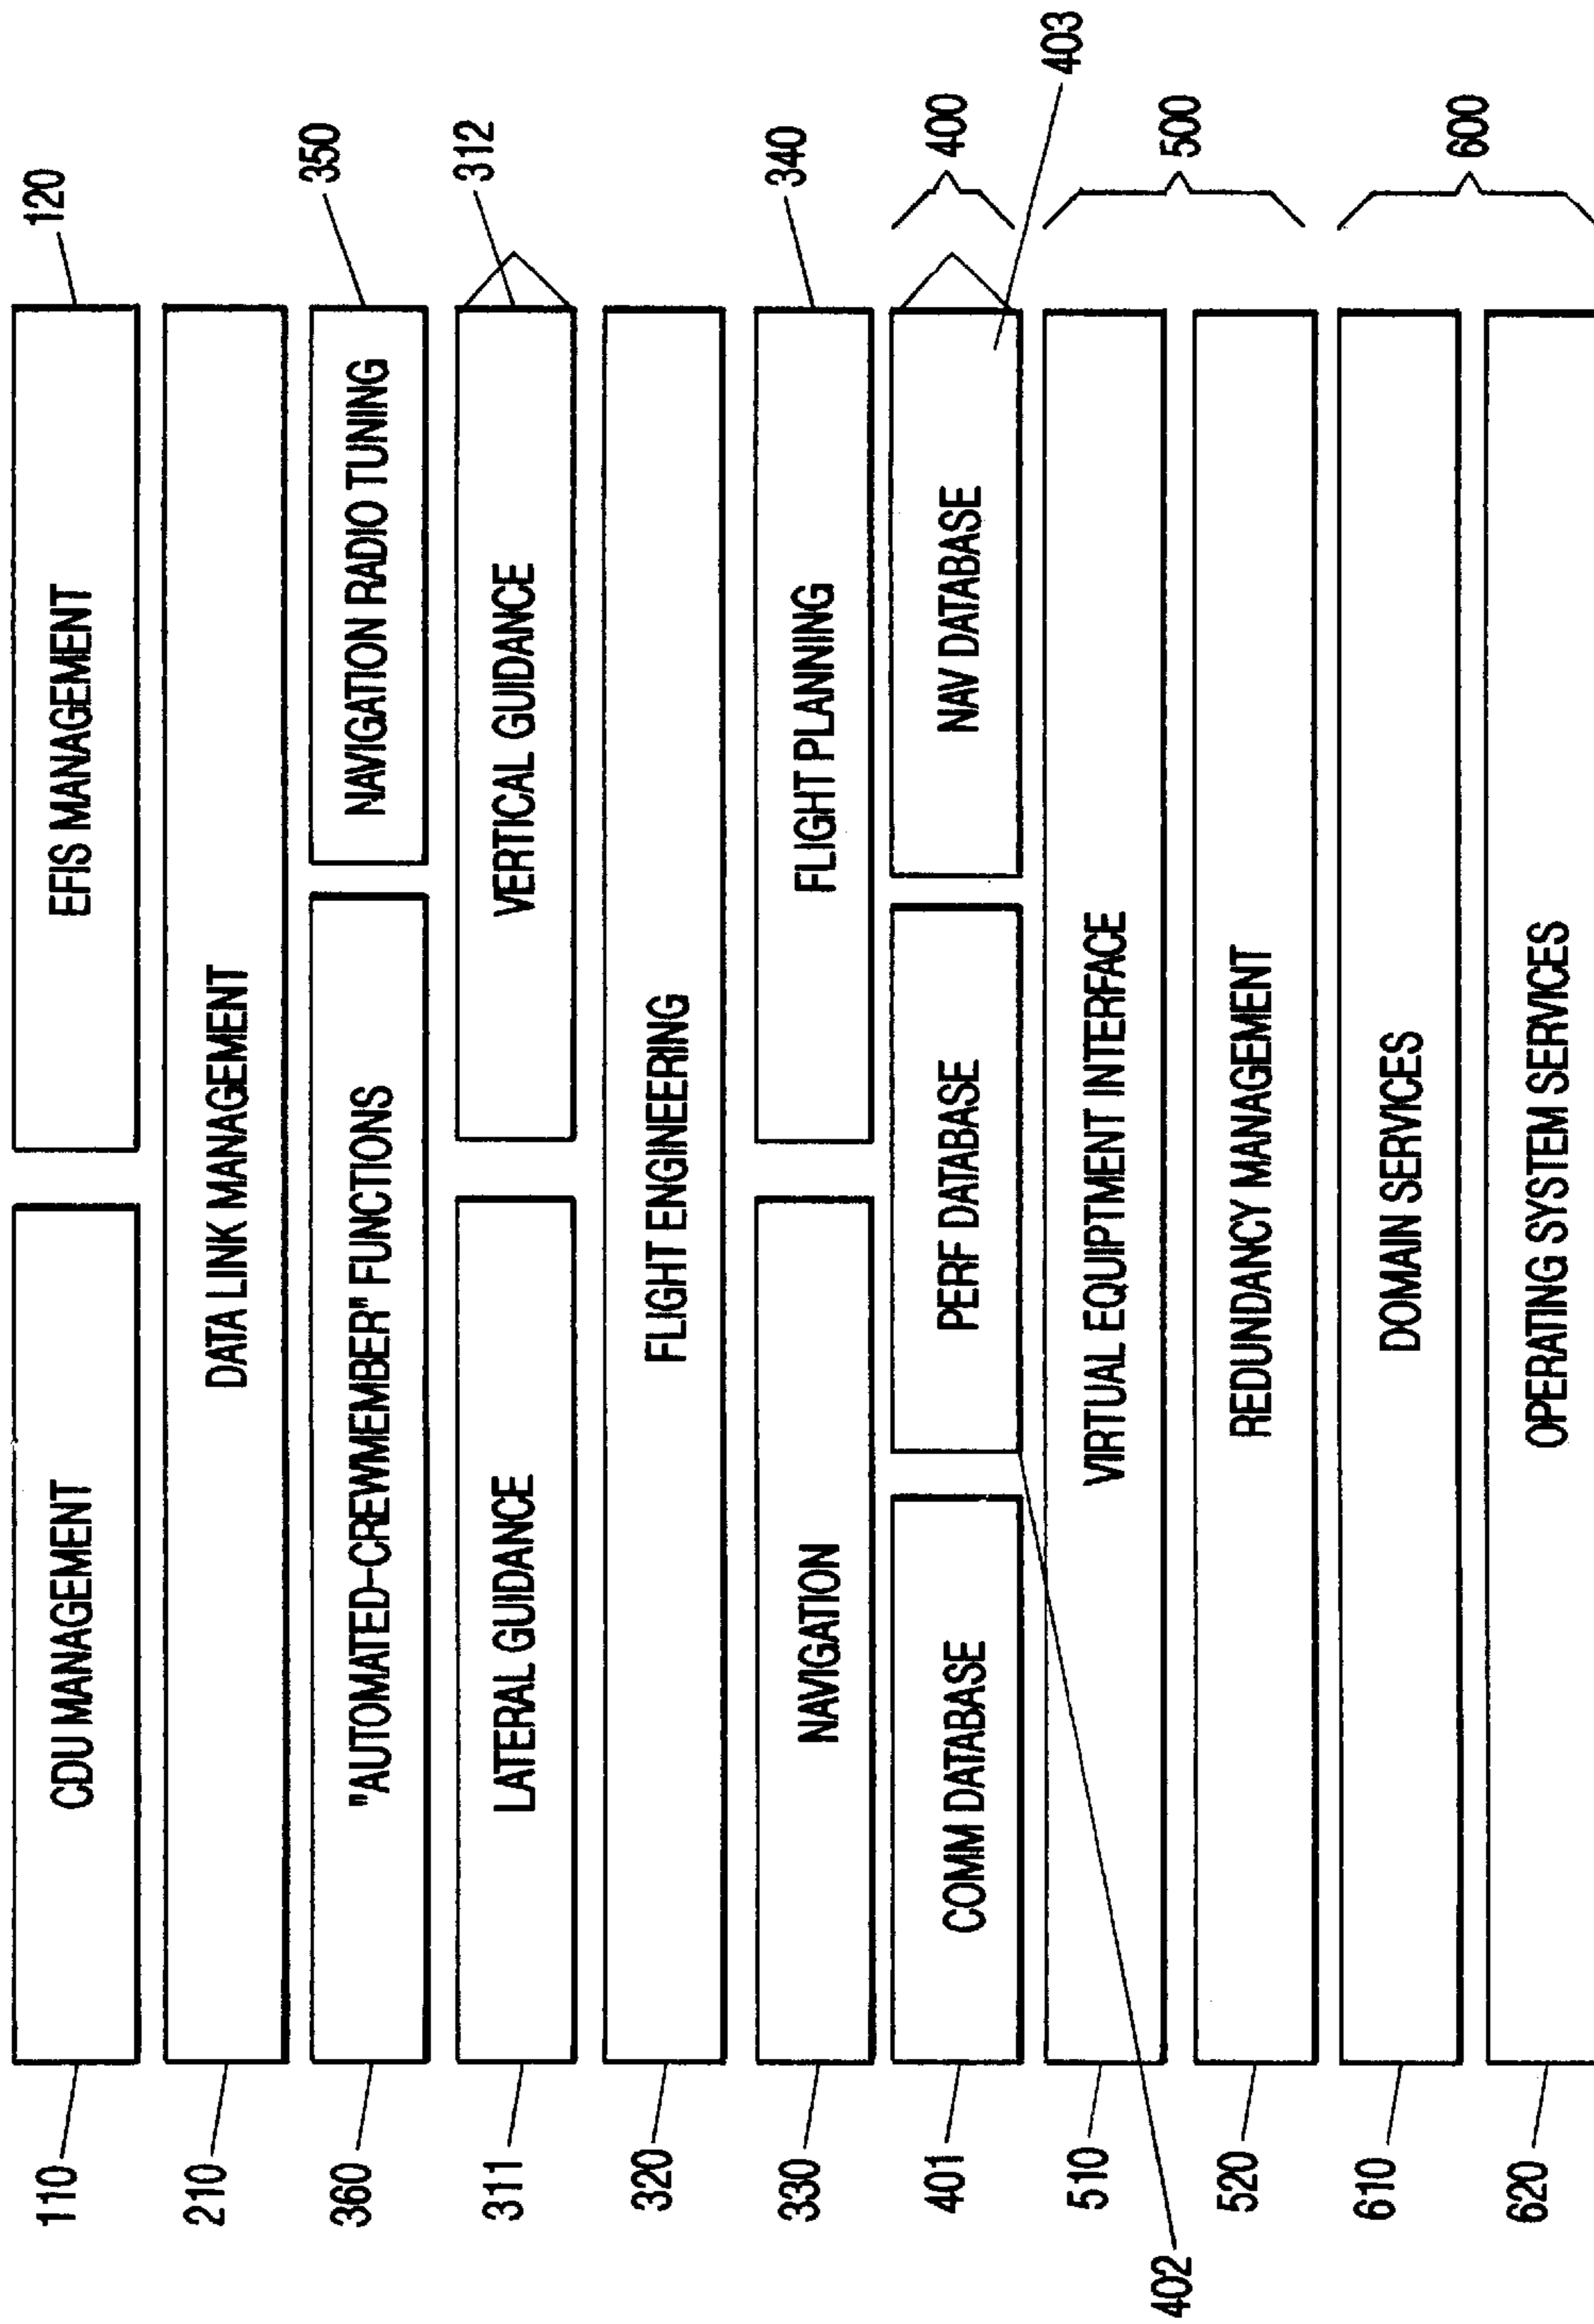 110
CDU MANAGEMENT
EFIS MANAGEMENT
120
210
DATA LINK MANAGEMENT
360
"AUTOMATED-CREWMEMBER" FUNCTIONS
NAVIGATION RADIO TUNING
350
311
LATERAL GUIDANCE
VERTICAL GUIDANCE
312
320
FLIGHT ENGINEERING
330
NAVIGATION
FLIGHT PLANNING
340
401
COMM DATABASE
PERF DATABASE
NAV DATABASE
400
403
402
510
VIRTUAL EQUIPTMENT INTERFACE
500
520
REDUNDANCY MANAGEMENT
610
DOMAIN SERVICES
600
620
OPERATING SYSTEM SERVICES